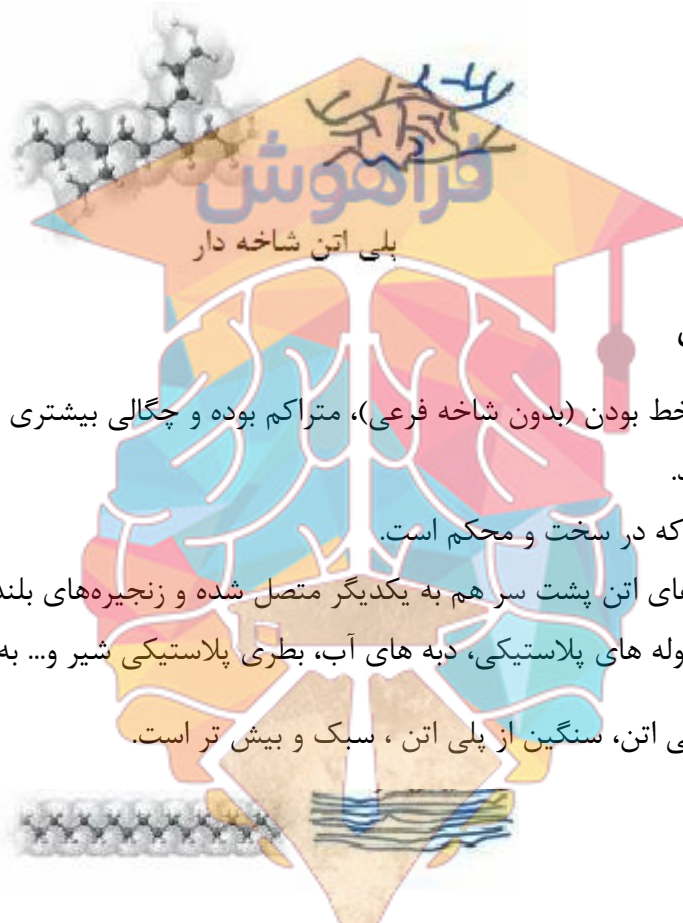 فراهوش
پلی اتن شاخه دار
خط بودن (بدون شاخه فرعی)، متراکم بوده و چگالی بیشتری
که در سخت و محکم است.
های اتن پشت سر هم به یکدیگر متصل شده و زنجیره‌های بلند
وله های پلاستیکی، دبه های آب، بطری پلاستیکی شیر و... به
ی اتن، سنگین از پلی اتن ، سبک و بیش تر است.